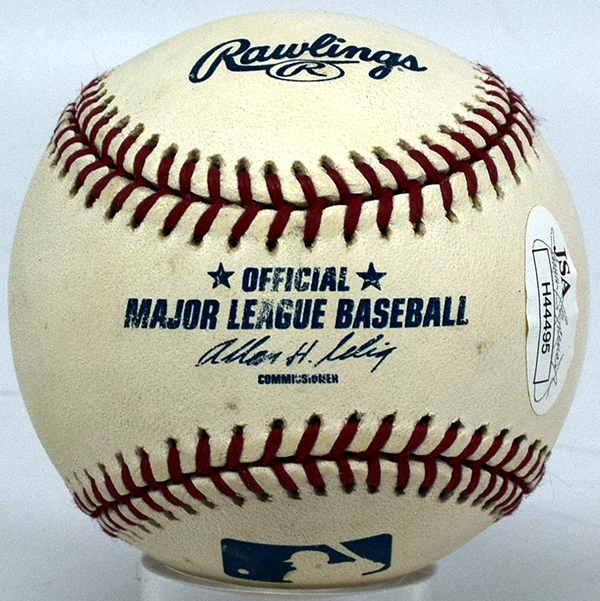 Rawlings
R
★ OFFICIAL ★
MAJOR LEAGUE BASEBALL
Allan H. Selig
COMMISSIONER
JSA
H44495